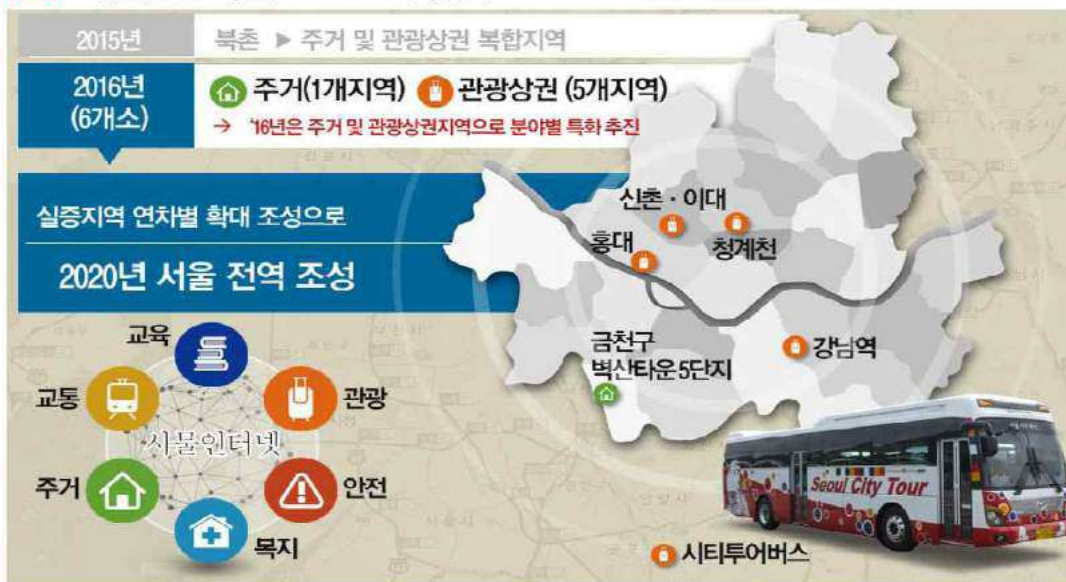 2015년
북촌 ▶ 주거 및 관광상권 복합지역
2016년
(6개소)
주거(1개지역) 관광상권 (5개지역)
→ '16년은 주거 및 관광상권지역으로 분야별 특화 추진
실증지역 연차별 확대 조성으로
2020년 서울 전역 조성
신촌 · 이대
홍대
청계천
금천구
벽산타운 5단지
강남역
교육
교통
관광
사물인터넷
주거
안전
복지
Seoul City Tour
시티투어버스